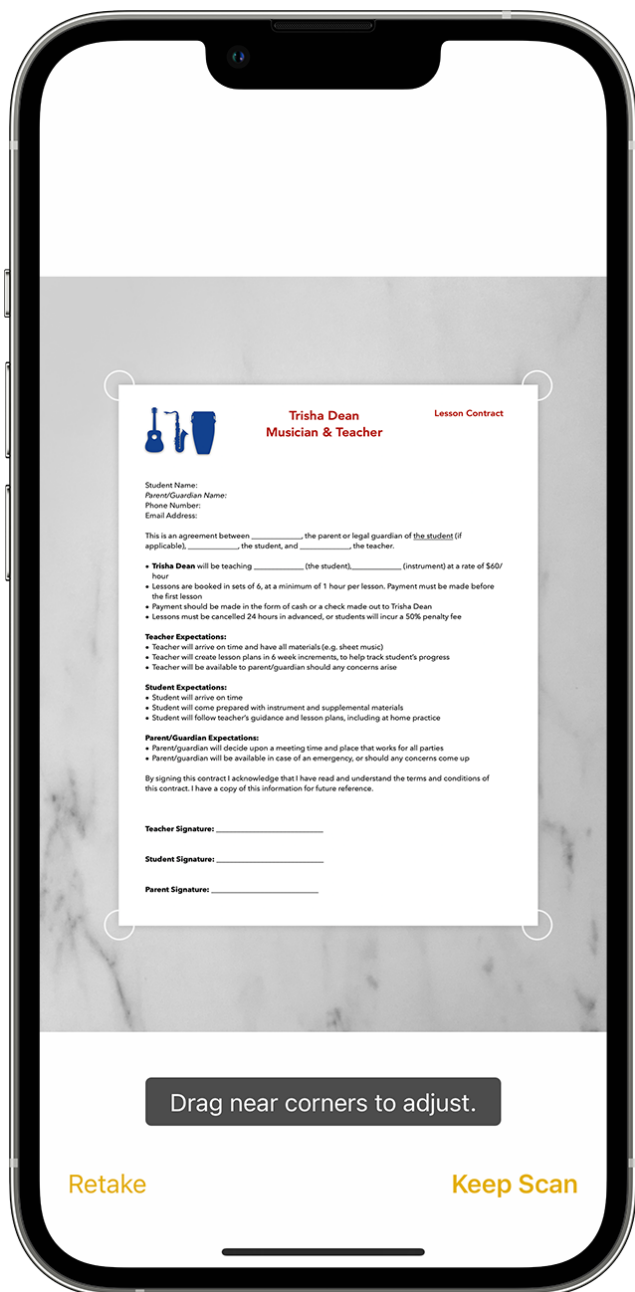 Trisha Dean
Musician & Teacher
Lesson Contract
Student Name:
Parent/Guardian Name:
Phone Number:
Email Address:
This is an agreement between ____________, the parent or legal guardian of the student (if
applicable), ____________, the student, and ____________, the teacher.
• Trisha Dean will be teaching ____________ (the student),____________ (instrument) at a rate of $60/
hour
• Lessons are booked in sets of 6, at a minimum of 1 hour per lesson. Payment must be made before
the first lesson
• Payment should be made in the form of cash or a check made out to Trisha Dean
• Lessons must be cancelled 24 hours in advanced, or students will incur a 50% penalty fee
Teacher Expectations:
• Teacher will arrive on time and have all materials (e.g. sheet music)
• Teacher will create lesson plans in 6 week increments, to help track student's progress
• Teacher will be available to parent/guardian should any concerns arise
Student Expectations:
• Student will arrive on time
• Student will come prepared with instrument and supplemental materials
• Student will follow teacher's guidance and lesson plans, including at home practice
Parent/Guardian Expectations:
• Parent/guardian will decide upon a meeting time and place that works for all parties
• Parent/guardian will be available in case of an emergency, or should any concerns come up
By signing this contract I acknowledge that I have read and understand the terms and conditions of
this contract. I have a copy of this information for future reference.
Teacher Signature: __________________________
Student Signature: __________________________
Parent Signature: __________________________
Drag near corners to adjust.
Retake
Keep Scan